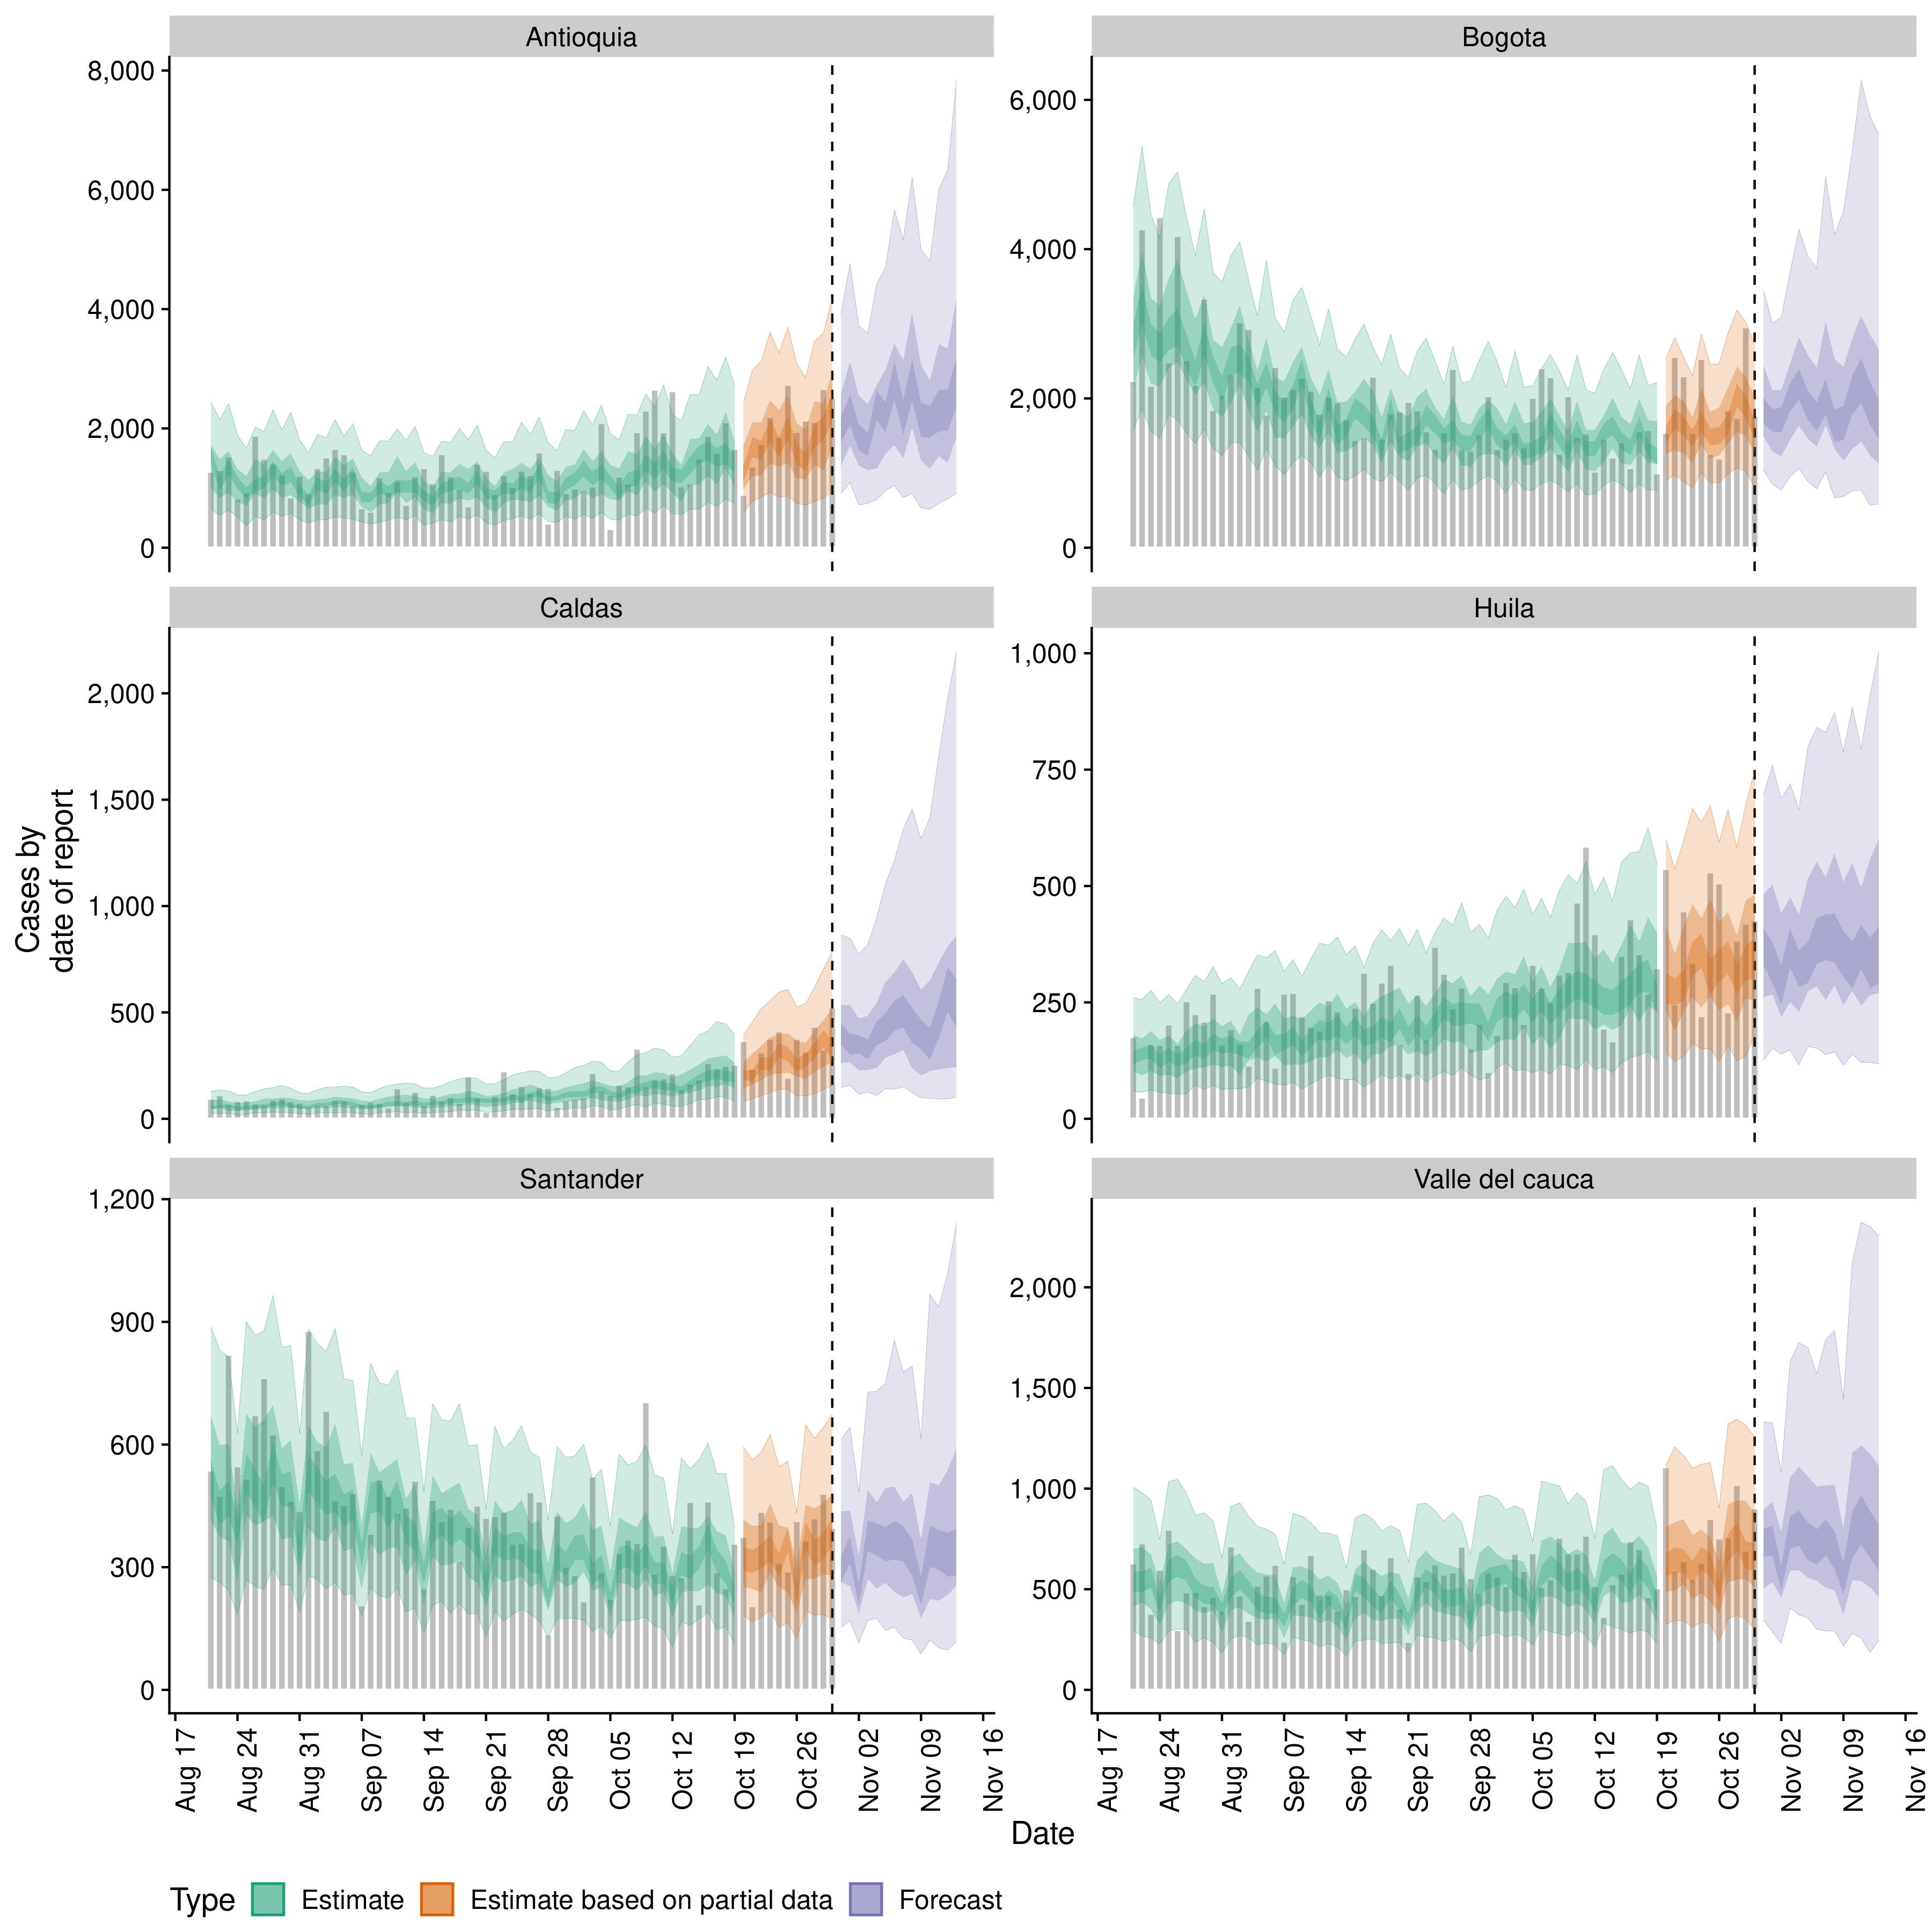 Antioquia
Bogota
8,000
6,000
4,000
2,000
0
6,000
4,000
2,000
0
Caldas
Huila
2,000
1,500
1,000
500
0
1,000
750
500
250
0
Cases by
date of report
Santander
Valle del cauca
1,200
900
600
300
0
2,000
1,500
1,000
500
0
Aug 17
Aug 24
Aug 31
Sep 07
Sep 14
Sep 21
Sep 28
Oct 05
Oct 12
Oct 19
Oct 26
Nov 02
Nov 09
Nov 16
Aug 17
Aug 24
Aug 31
Sep 07
Sep 14
Sep 21
Sep 28
Oct 05
Oct 12
Oct 19
Oct 26
Nov 02
Nov 09
Nov 16
Date
Type Estimate Estimate based on partial data Forecast